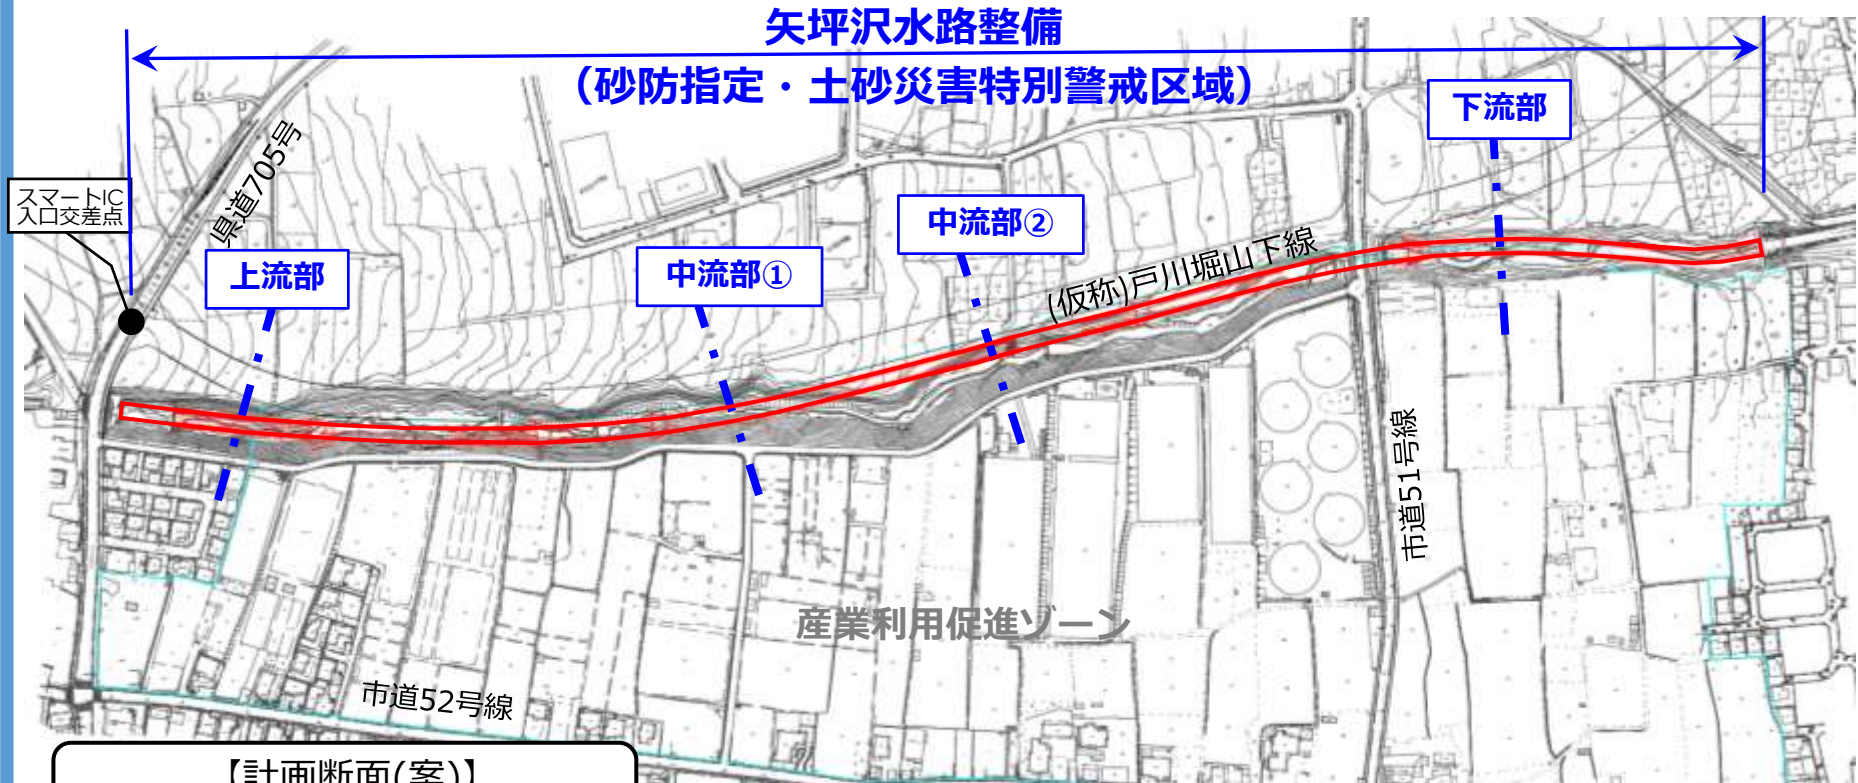 矢坪沢水路整備
（砂防指定・土砂災害特別警戒区域）
下流部
県道705号
スマートIC
入口交差点
中流部②
上流部
中流部①
(仮称)戸川堀山下線
市道51号線
産業利用促進ゾーン
市道52号線
【計画断面(案)】